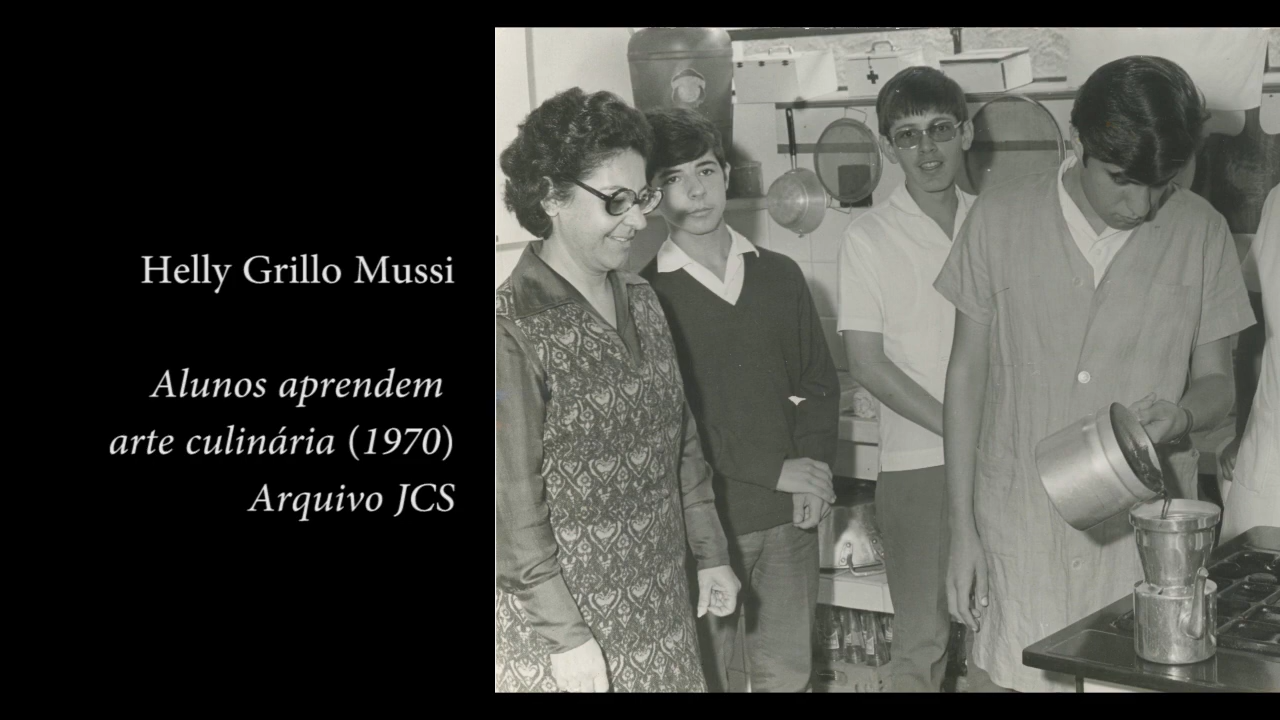 Helly Grillo Mussi
Alunos aprendem
arte culinária (1970)
Arquivo JCS